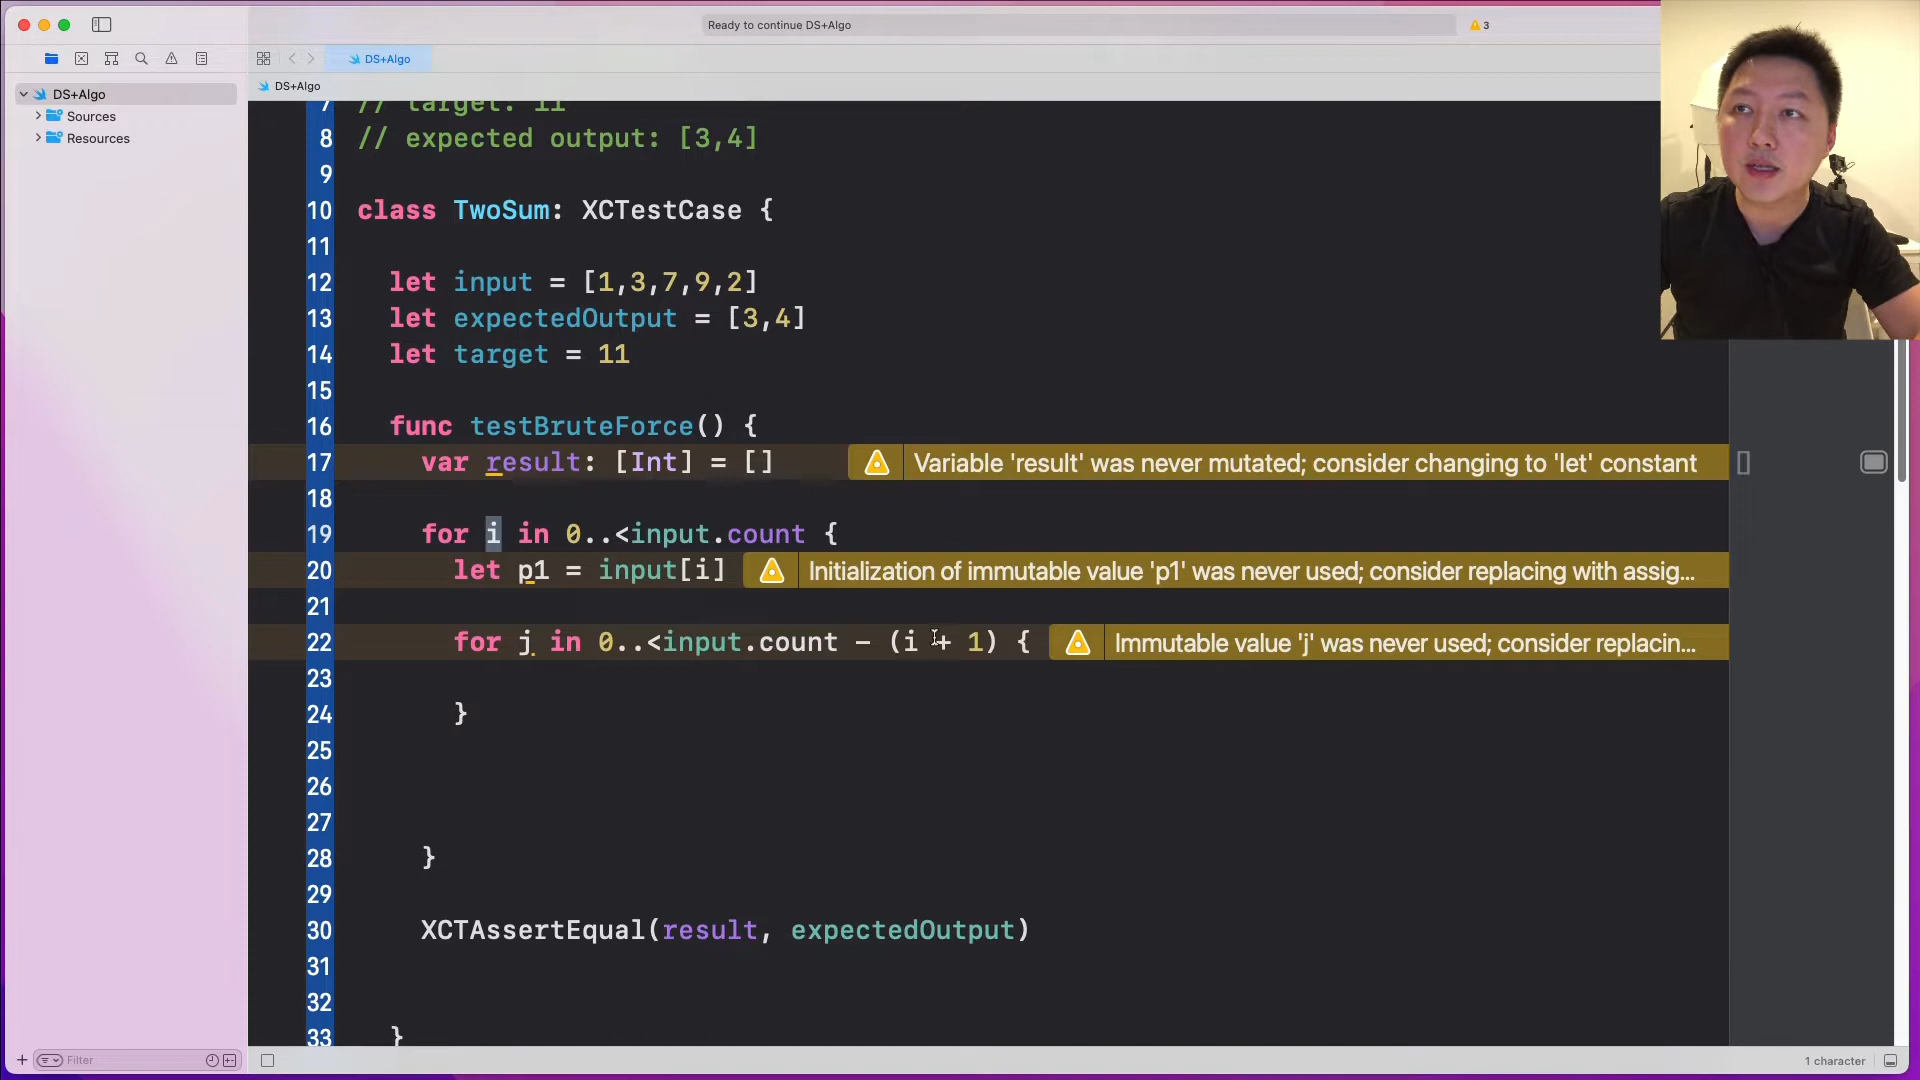 Ready to continue DS+Algo
3
DS+Algo
DS+Algo
DS+Algo
Sources
Resources
7 // target: 11
8 // expected output: [3,4]
9
10 class TwoSum: XCTestCase {
11
12 let input = [1,3,7,9,2]
13 let expectedOutput = [3,4]
14 let target = 11
15
16 func testBruteForce() {
17 var result: [Int] = [] Variable 'result' was never mutated; consider changing to 'let' constant
18
19 for i in 0..<input.count {
20 let p1 = input[i] Initialization of immutable value 'p1' was never used; consider replacing with assig...
21
22 for j in 0..<input.count - (i + 1) { Immutable value 'j' was never used; consider replacin...
23
24 }
25
26
27
28 }
29
30 XCTAssertEqual(result, expectedOutput)
31
32
33 }
Filter
1 character